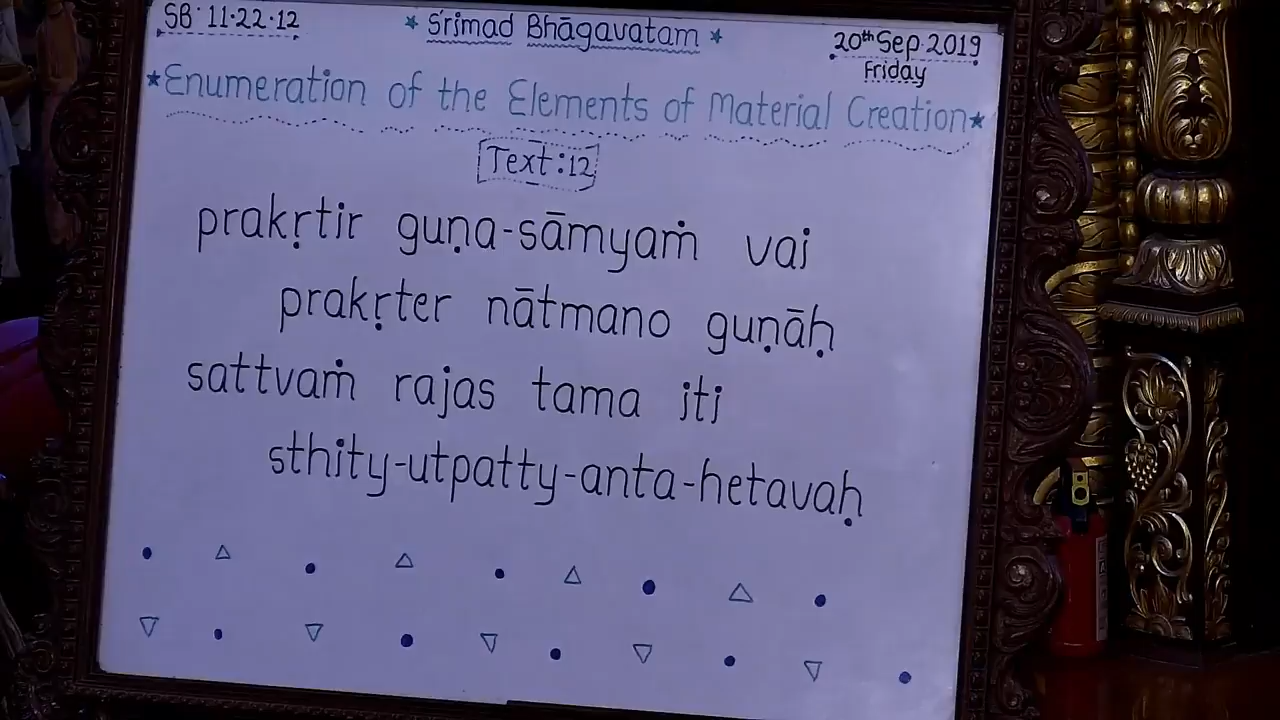 SB 11.22.12
* Śrīmad Bhāgavatam *
20th Sep 2019
Friday
*Enumeration of the Elements of Material Creation*
Text:12
prakṛtir guṇa-sāmyaṁ vai
prakṛter nātmano guṇāḥ
sattvaṁ rajas tama iti
sthity-utpatty-anta-hetavaḥ